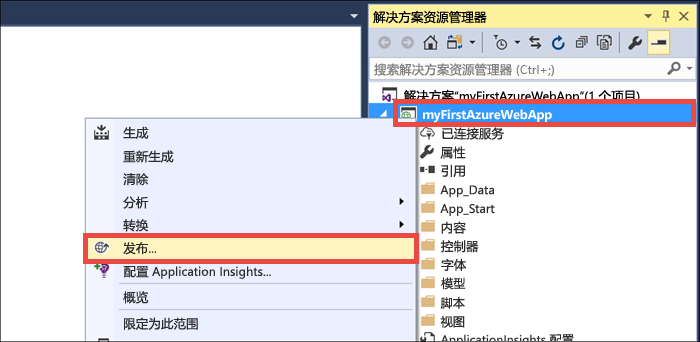 解决方案资源管理器
搜索解决方案资源管理器 (Ctrl+;)
解决方案"myFirstAzureWebApp"(1 个项目)
myFirstAzureWebApp
已连接服务
属性
引用
App_Data
App_Start
内容
控制器
字体
模型
脚本
视图
ApplicationInsights.配置
生成
重新生成
清除
分析
转换
发布...
配置 Application Insights...
概览
限定为此范围